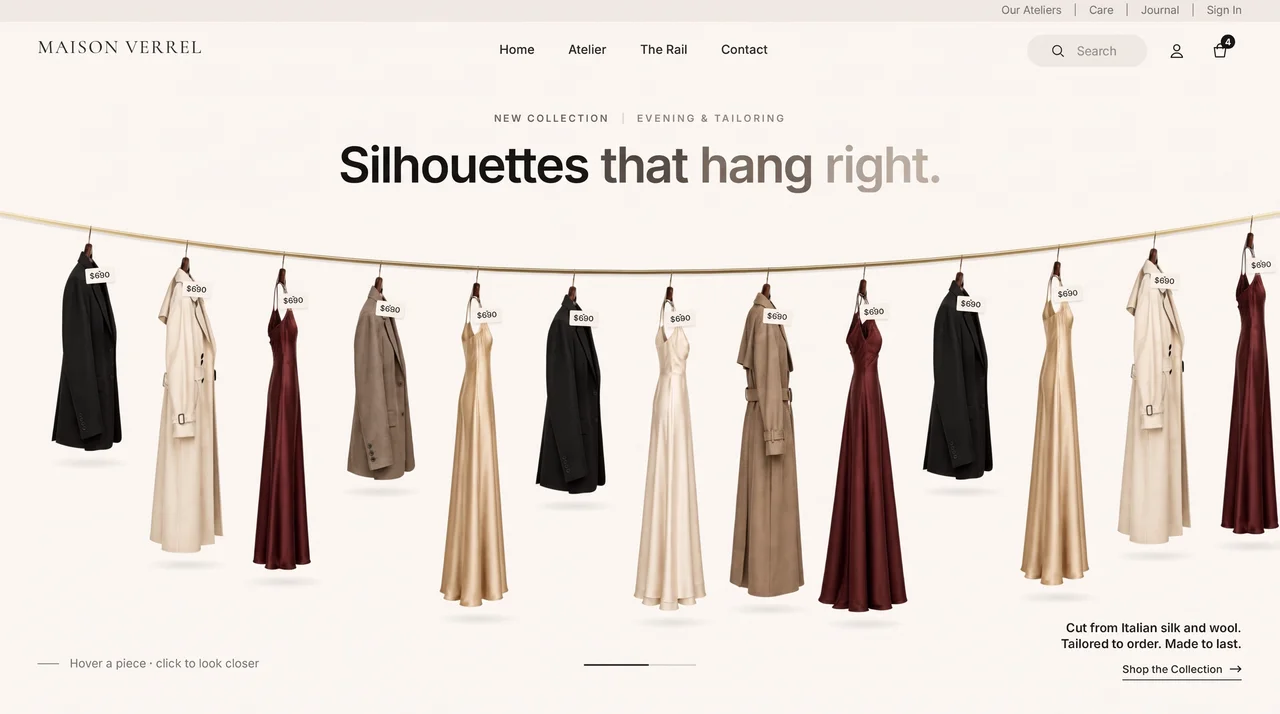 Our Ateliers | Care | Journal | Sign In
MAISON VERREL
Home Atelier The Rail Contact
Search
4
NEW COLLECTION | EVENING & TAILORING
Silhouettes that hang right.
$690
$690
$690
$690
$690
$690
$690
$690
$690
$690
$690
$690
$690
Cut from Italian silk and wool.
Tailored to order. Made to last.
Hover a piece · click to look closer
Shop the Collection →